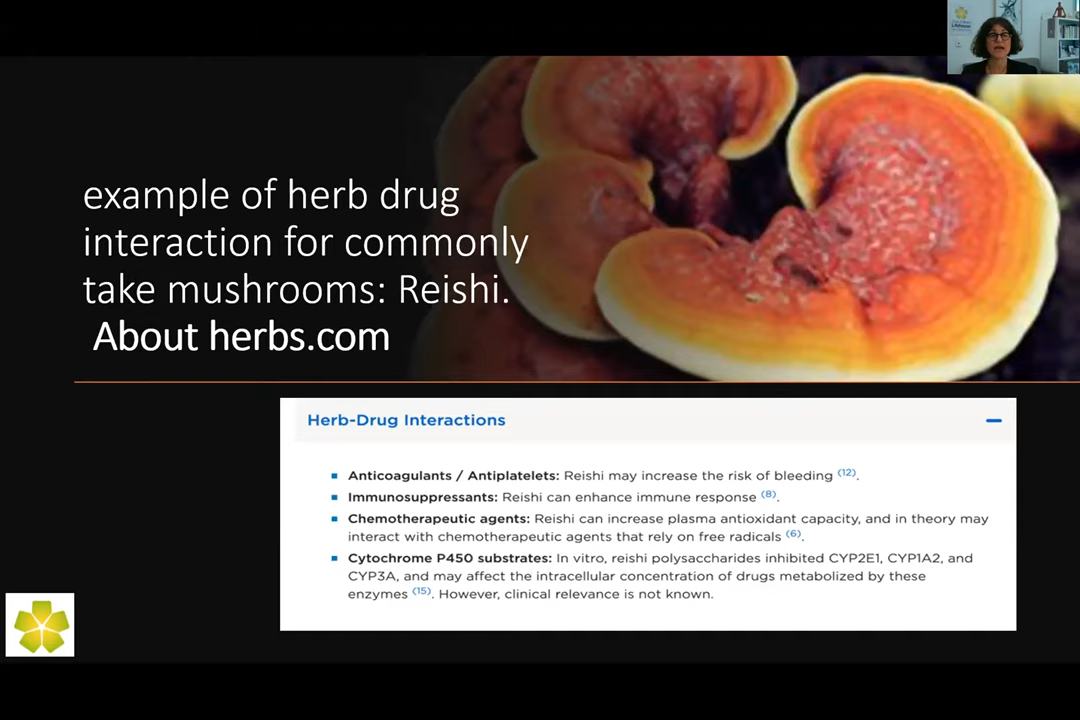 example of herb drug
interaction for commonly
take mushrooms: Reishi.
About herbs.com
Herb-Drug Interactions
Anticoagulants / Antiplatelets: Reishi may increase the risk of bleeding (12).
Immunosuppressants: Reishi can enhance immune response (8).
Chemotherapeutic agents: Reishi can increase plasma antioxidant capacity, and in theory may
interact with chemotherapeutic agents that rely on free radicals (6).
Cytochrome P450 substrates: In vitro, reishi polysaccharides inhibited CYP2E1, CYP1A2, and
CYP3A, and may affect the intracellular concentration of drugs metabolized by these
enzymes (15). However, clinical relevance is not known.